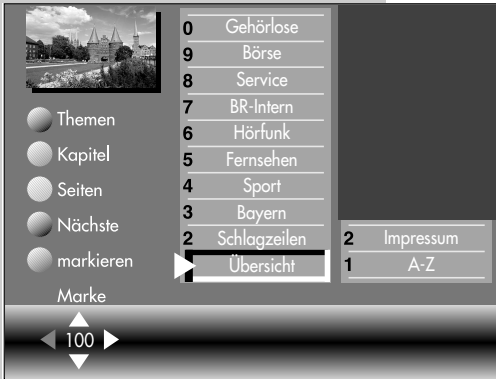 Themen
Kapitel
Seiten
Nächste
markieren
Marke
100
0 Gehörlose
9 Börse
8 Service
7 BR-Intern
6 Hörfunk
5 Fernsehen
4 Sport
3 Bayern
2 Schlagzeilen
Übersicht
2 Impressum
1 A-Z